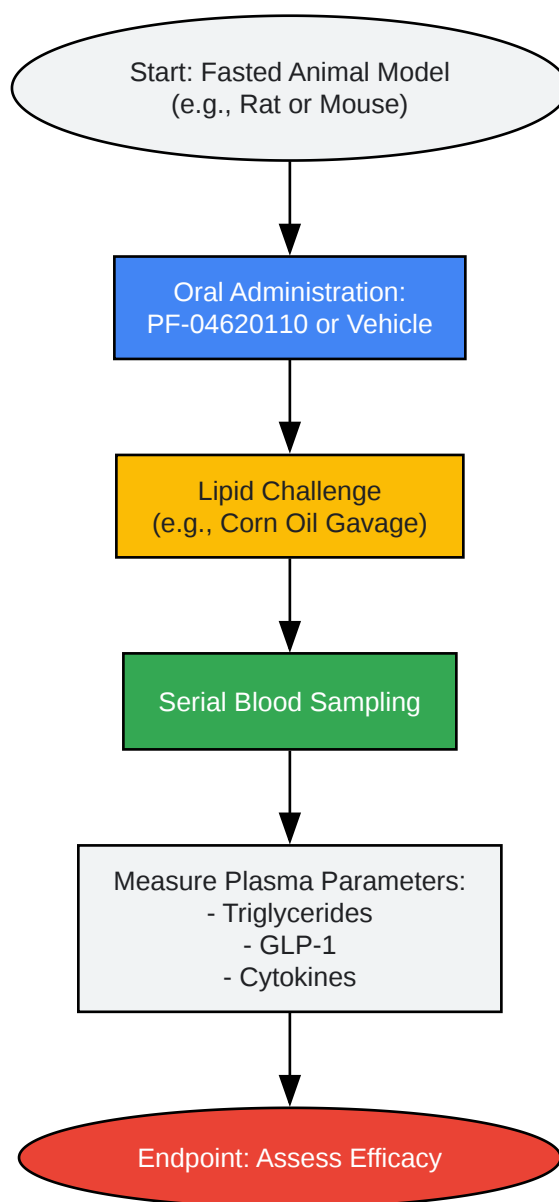 Start: Fasted Animal Model
(e.g., Rat or Mouse)
Oral Administration:
PF-04620110 or Vehicle
Lipid Challenge
(e.g., Corn Oil Gavage)
Serial Blood Sampling
Measure Plasma Parameters:
- Triglycerides
- GLP-1
- Cytokines
Endpoint: Assess Efficacy